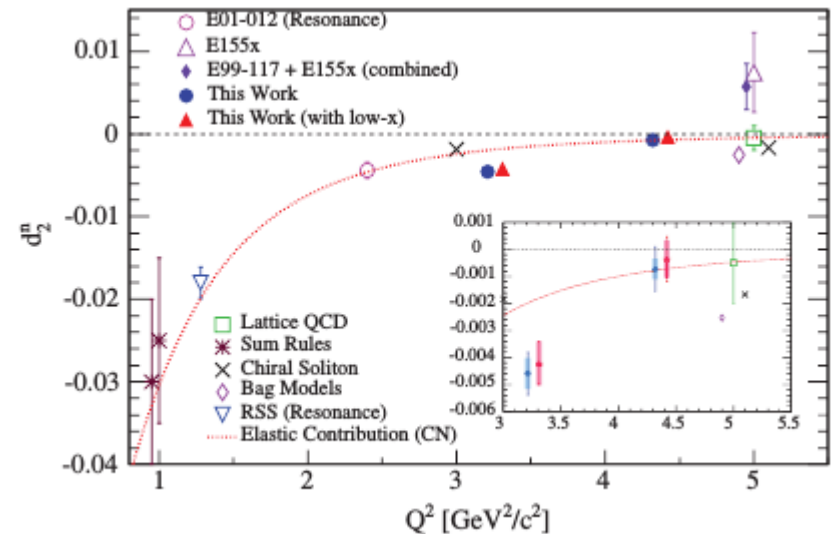 0.01
0
-0.01
-0.02
-0.03
-0.04
d₂ⁿ
E01-012 (Resonance)
E155x
E99-117 + E155x (combined)
This Work
This Work (with low-x)
Lattice QCD
Sum Rules
Chiral Soliton
Bag Models
RSS (Resonance)
Elastic Contribution (CN)
0.001
0
-0.001
-0.002
-0.003
-0.004
-0.005
-0.006
3 3.5 4 4.5 5 5.5
1 2 3 4 5
Q² [GeV²/c²]